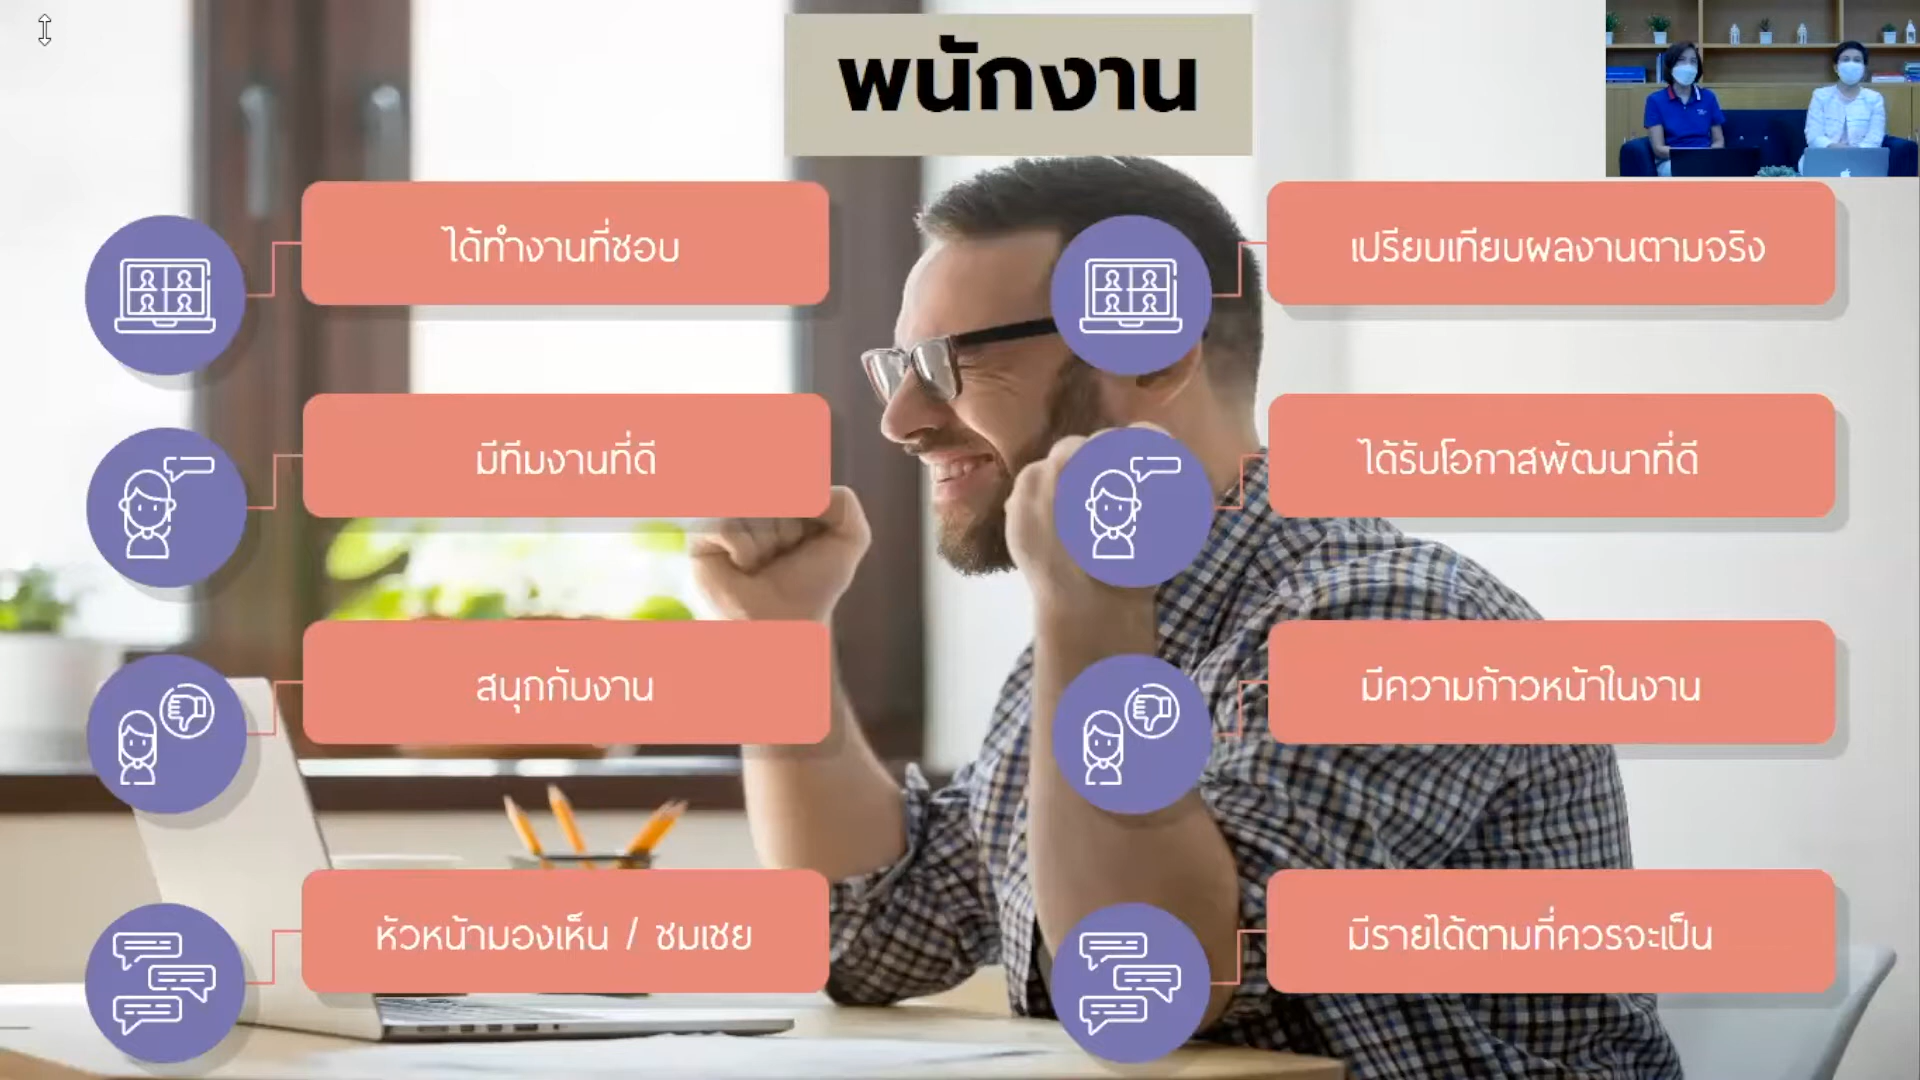 พนักงาน
ได้ทำงานที่ชอบ
มีทีมงานที่ดี
สนุกกับงาน
หัวหน้ามองเห็น / ชมเชย
เปรียบเทียบผลงานตามจริง
ได้รับโอกาสพัฒนาที่ดี
มีความก้าวหน้าในงาน
มีรายได้ตามที่ควรจะเป็น